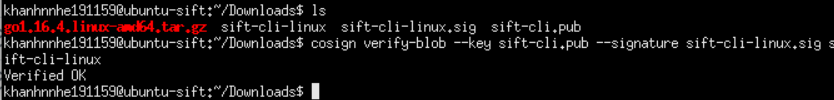 khanhnnhe191159@ubuntu-sift:~/Downloads$ ls
go1.16.4.linux-amd64.tar.gz  sift-cli-linux  sift-cli-linux.sig  sift-cli.pub
khanhnnhe191159@ubuntu-sift:~/Downloads$ cosign verify-blob --key sift-cli.pub --signature sift-cli-linux.sig s
ift-cli-linux
Verified OK
khanhnnhe191159@ubuntu-sift:~/Downloads$